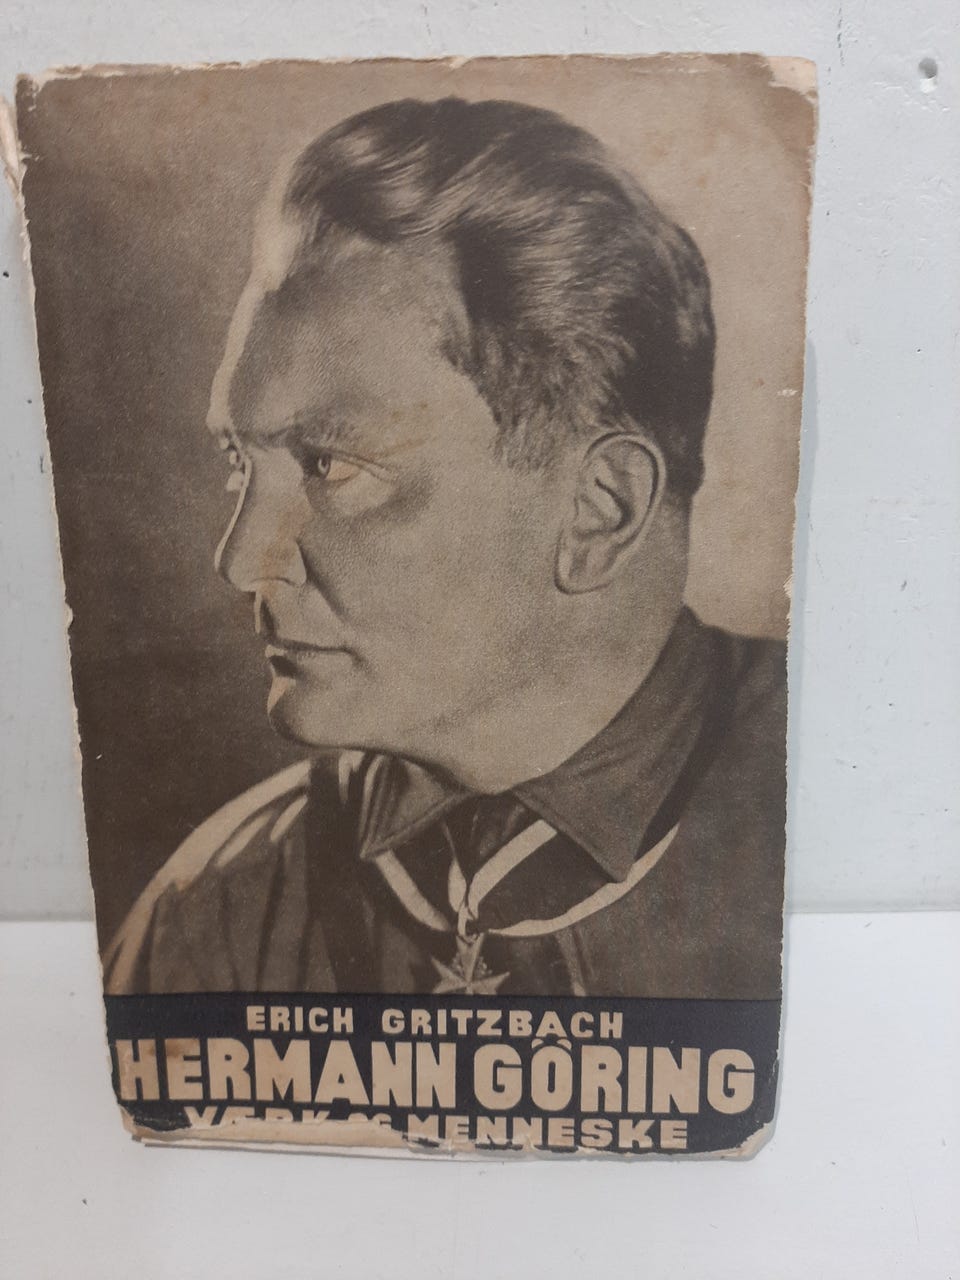 ERICH GRITZBACH
HERMANN GÖRING
VÆRK OG MENNESKE